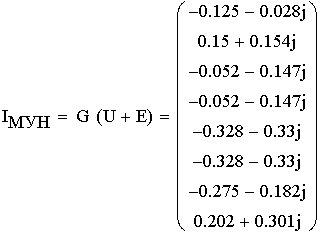 −0.125 − 0.028j
0.15 + 0.154j
−0.052 − 0.147j
−0.052 − 0.147j
I МУН = G (U + E) =
−0.328 − 0.33j
−0.328 − 0.33j
−0.275 − 0.182j
0.202 + 0.301j